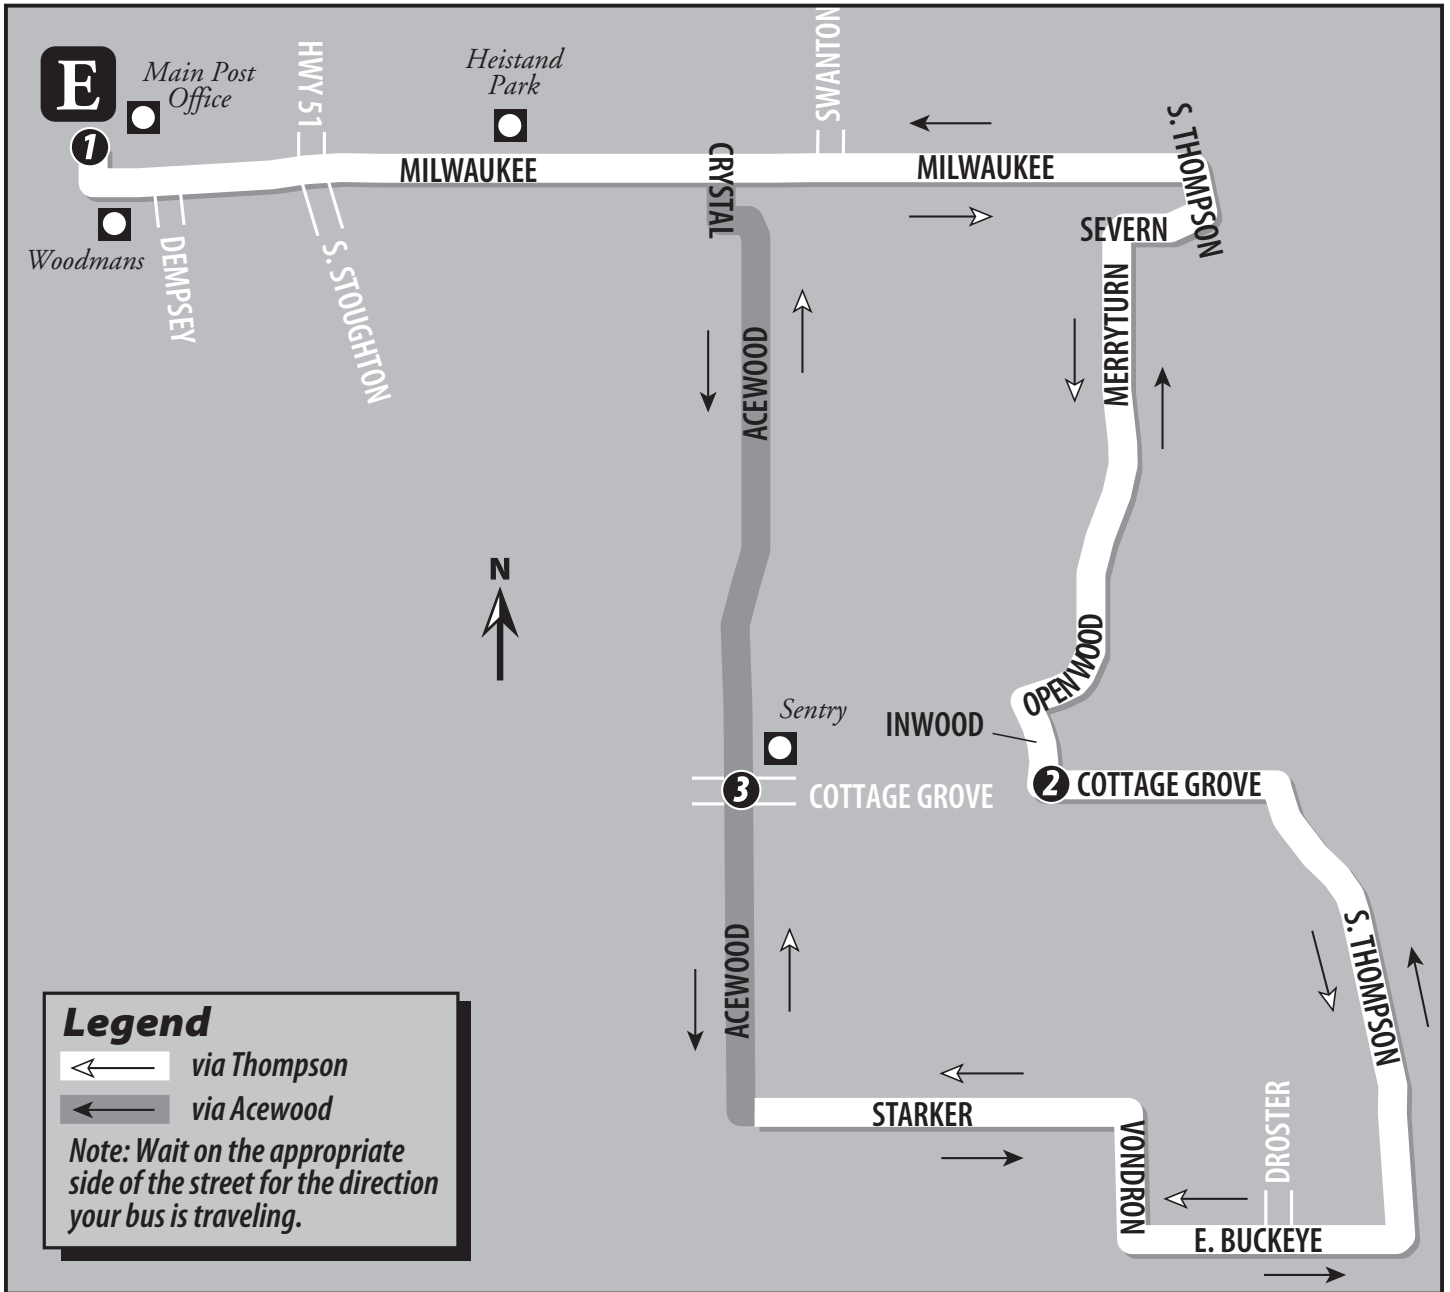 E
Main Post
Office
HWY 51
Heistand
Park
SWANTON
S. THOMPSON
1
MILWAUKEE
CRYSTAL
MILWAUKEE
SEVERN
Woodmans
DEMPSEY
S. STOUGHTON
MERRYTURN
ACEWOOD
N
OPENWOOD
Sentry
INWOOD
3
COTTAGE GROVE
2
COTTAGE GROVE
S. THOMPSON
ACEWOOD
STARKER
VONDRON
DROSTER
E. BUCKEYE
Legend
via Thompson
via Acewood
Note: Wait on the appropriate
side of the street for the direction
your bus is traveling.